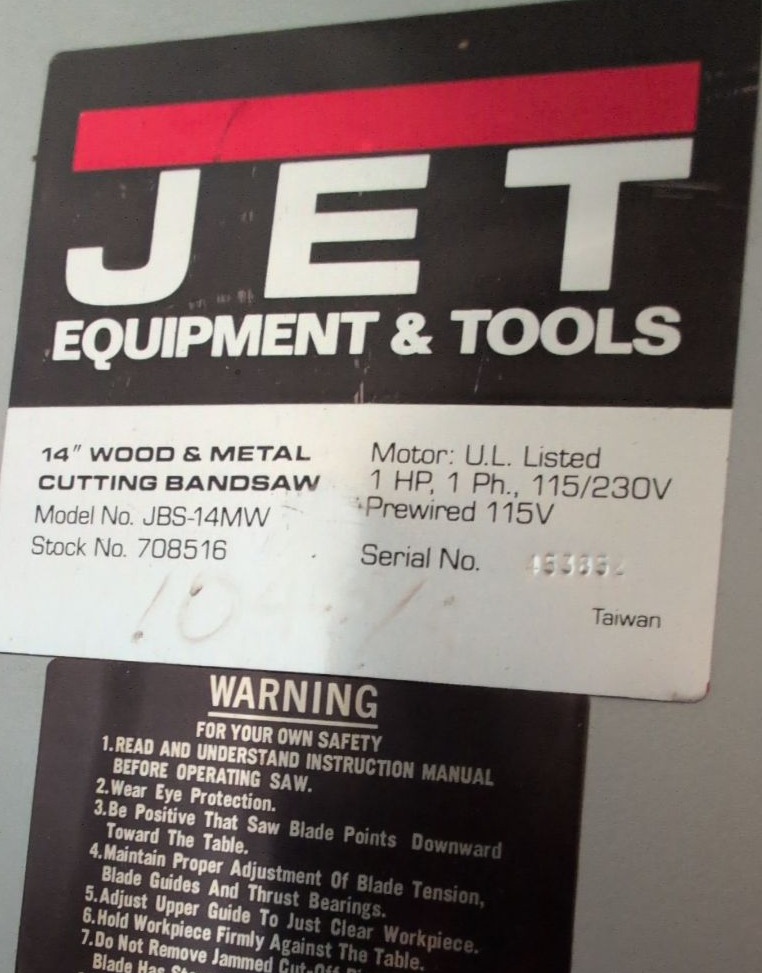 JET
EQUIPMENT & TOOLS
14" WOOD & METAL
CUTTING BANDSAW
Model No. JBS-14MW
Stock No. 708516
Motor: U.L. Listed
1 HP, 1 Ph., 115/230V
Prewired 115V
Serial No.
Taiwan
WARNING
FOR YOUR OWN SAFETY
1.READ AND UNDERSTAND INSTRUCTION MANUAL
BEFORE OPERATING SAW.
2.Wear Eye Protection.
3.Be Positive That Saw Blade Points Downward
Toward The Table.
4.Maintain Proper Adjustment Of Blade Tension,
Blade Guides And Thrust Bearings.
5.Adjust Upper Guide To Just Clear Workpiece.
6.Hold Workpiece Firmly Against The Table.
7.Do Not Remove Jammed Cut-Off
Blade Has